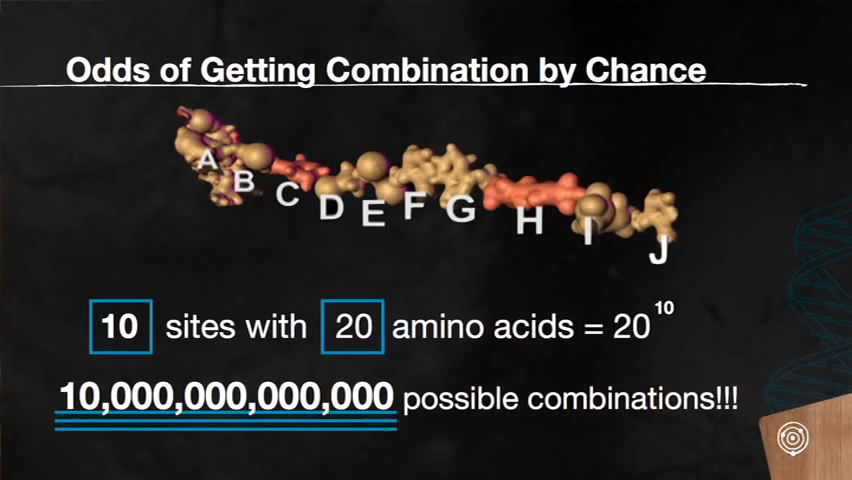 Odds of Getting Combination by Chance
A B C D E F G H I J
10 sites with 20 amino acids = 20^10
10,000,000,000,000 possible combinations!!!